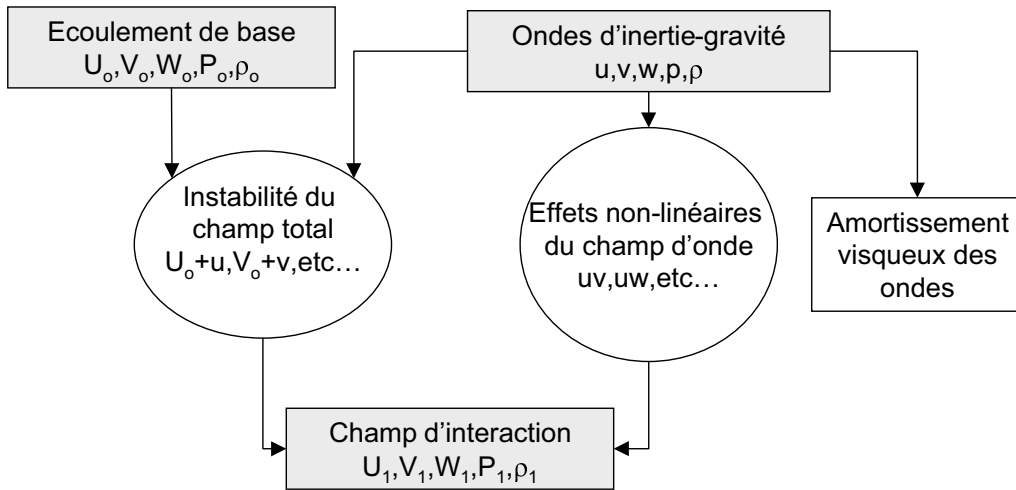 Ecoulement de base
Uₒ,Vₒ,Wₒ,Pₒ,ρₒ
Ondes d’inertie-gravité
u,v,w,p,ρ
Instabilité du
champ total
Uₒ+u,Vₒ+v,etc…
Effets non-linéaires
du champ d’onde
uv,uw,etc…
Amortissement
visqueux des
ondes
Champ d’interaction
U₁,V₁,W₁,P₁,ρ₁